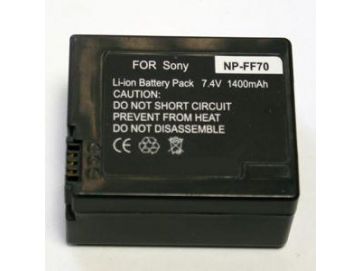 FOR Sony NP-FF70
Li-ion Battery Pack 7.4V 1400mAh
CAUTION:
DO NOT SHORT CIRCUIT
PREVENT FROM HEAT
DO NOT DISASSEMBLE
CE